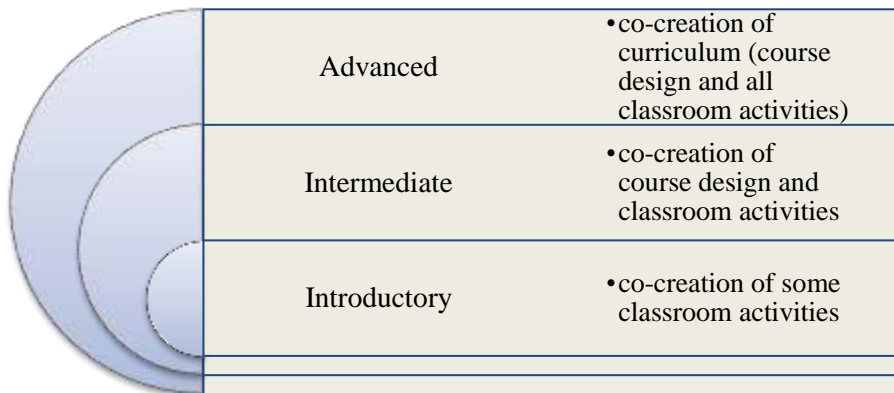 Advanced
•co-creation of
curriculum (course
design and all
classroom activities)
Intermediate
•co-creation of
course design and
classroom activities
Introductory
•co-creation of some
classroom activities